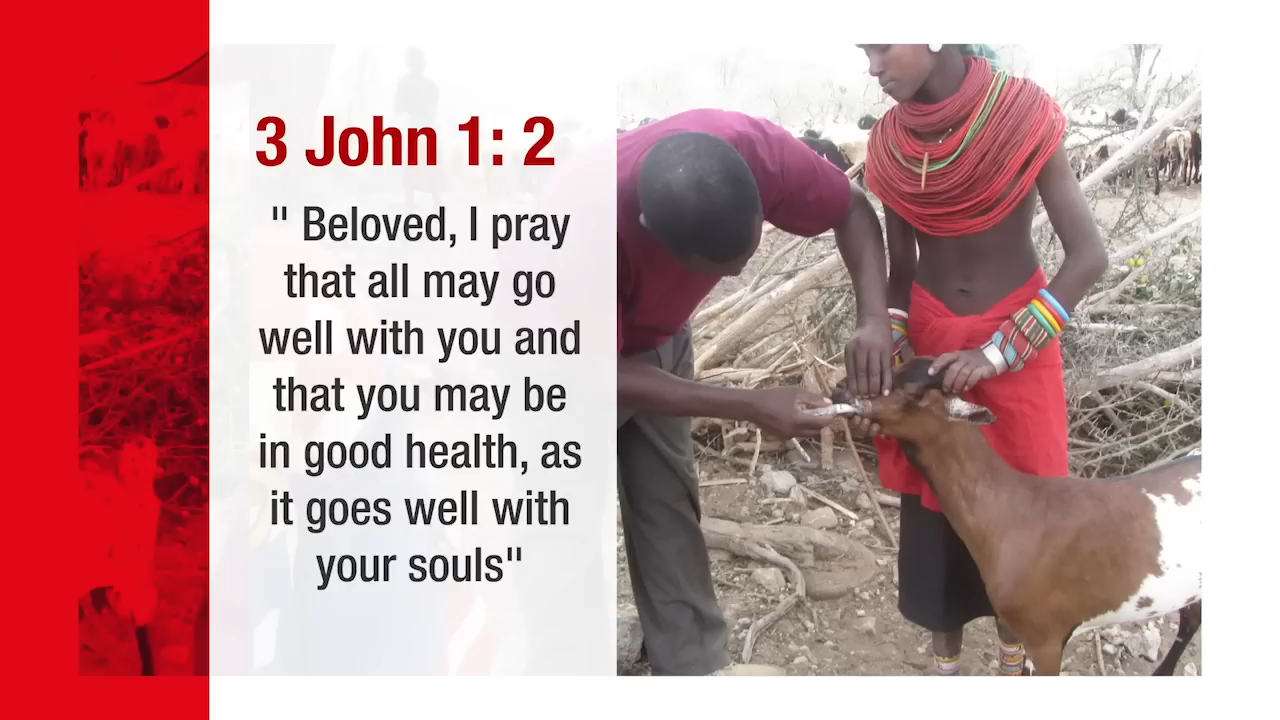 3 John 1: 2
" Beloved, I pray
that all may go
well with you and
that you may be
in good health, as
it goes well with
your souls"